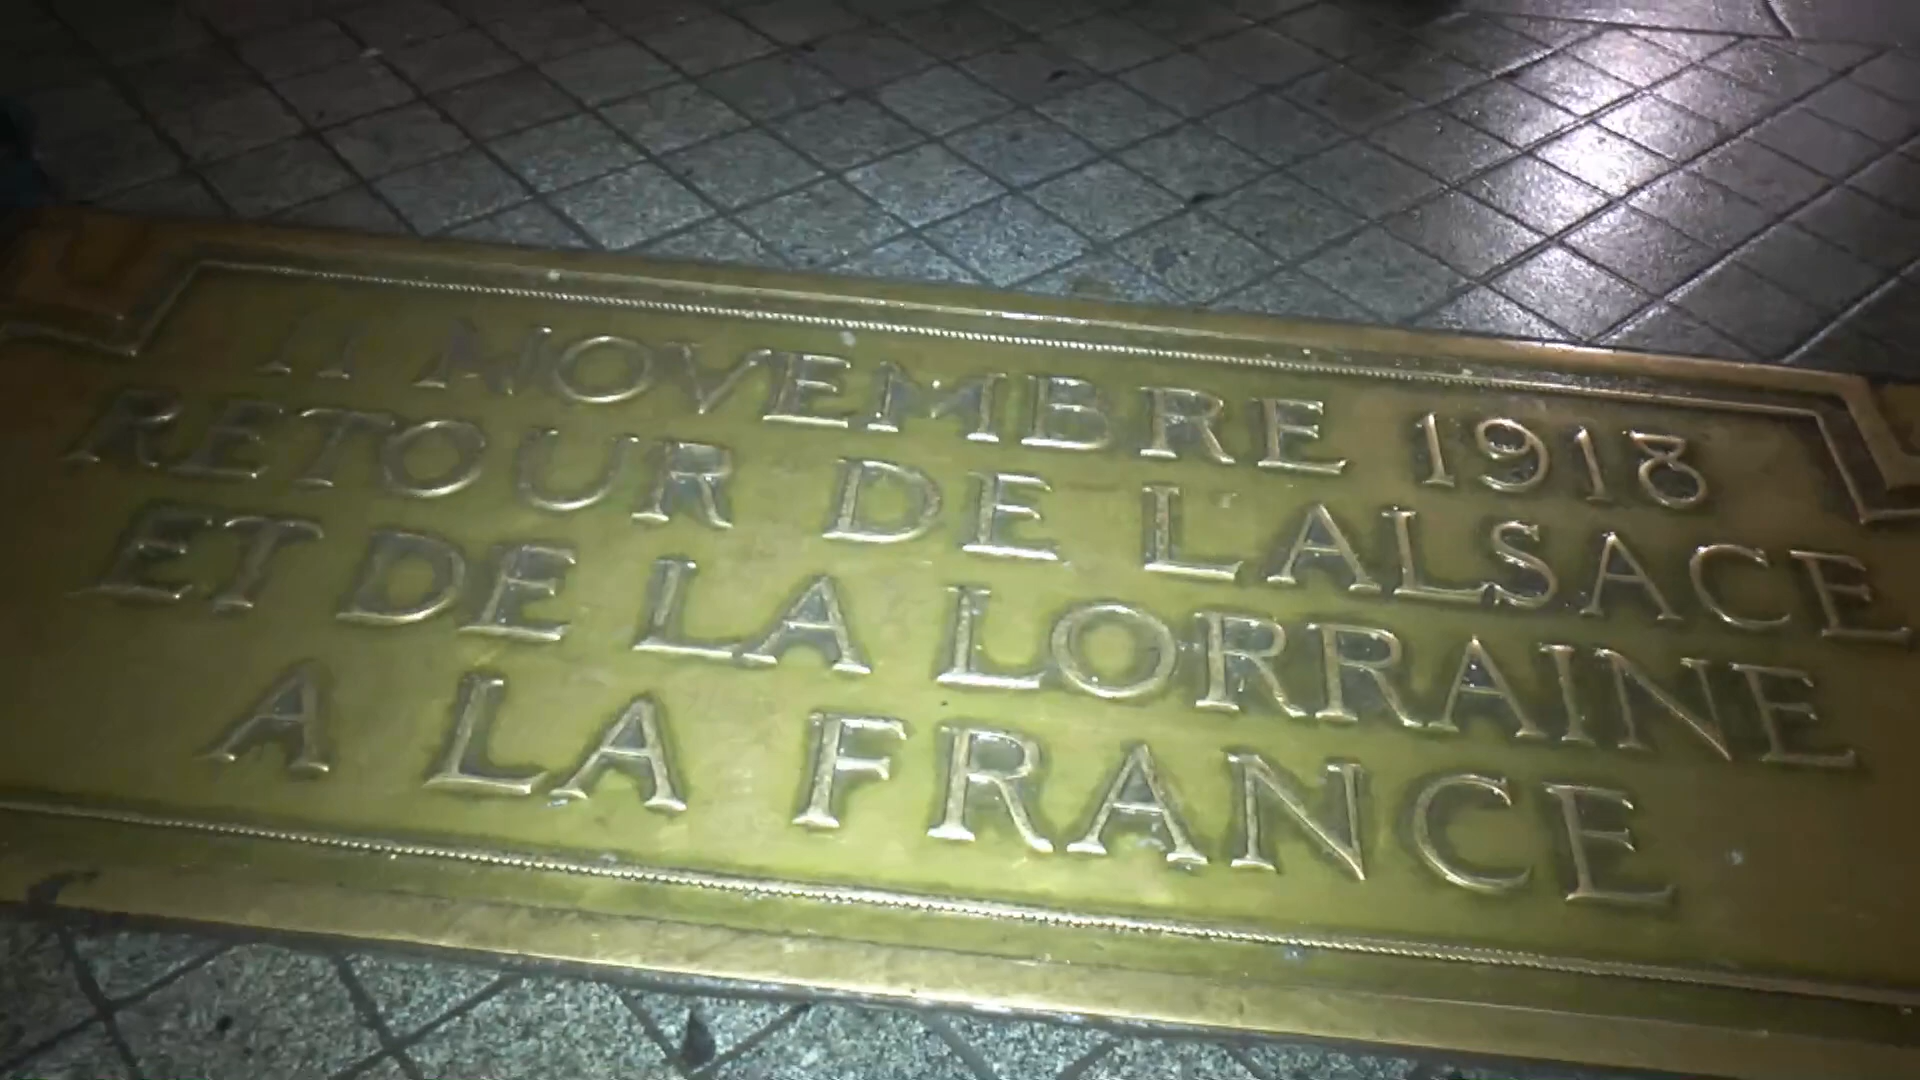 11 NOVEMBRE 1918
RETOUR DE L'ALSACE
ET DE LA LORRAINE
A LA FRANCE